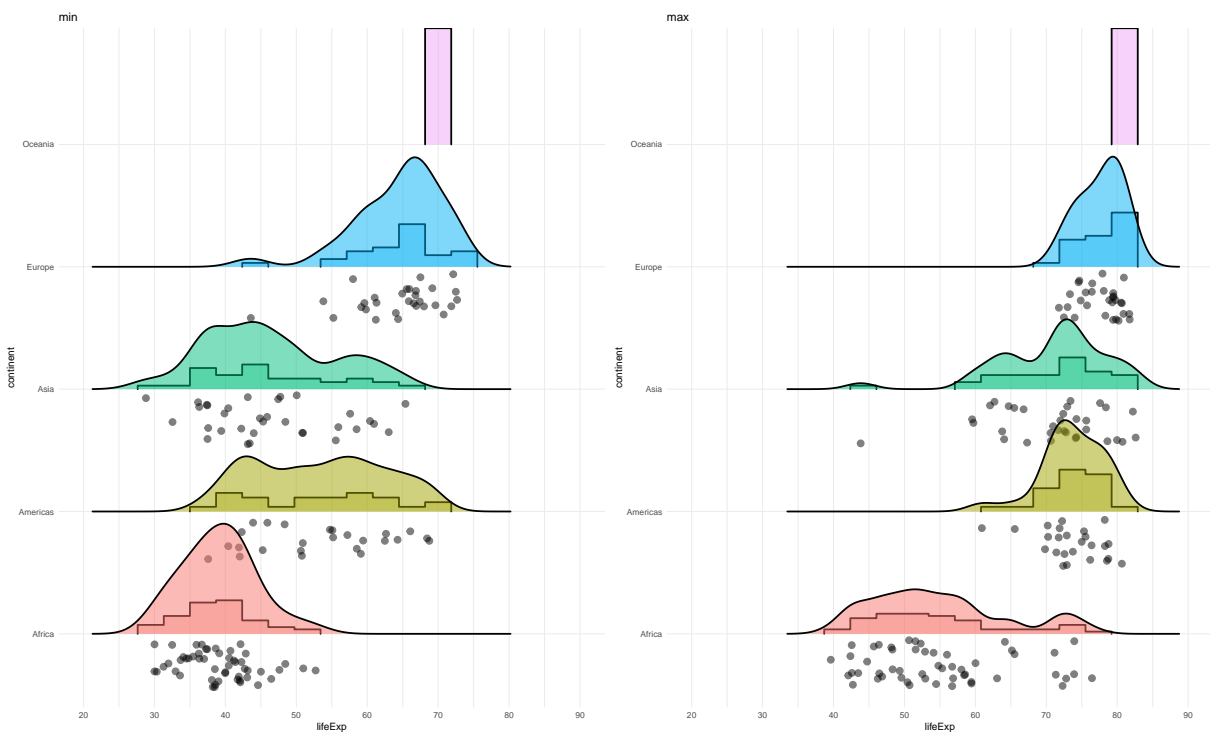 min
continent
Oceania
Europe
Asia
Americas
Africa
20 30 40 50 60 70 80 90
lifeExp
max
continent
Oceania
Europe
Asia
Americas
Africa
20 30 40 50 60 70 80 90
lifeExp